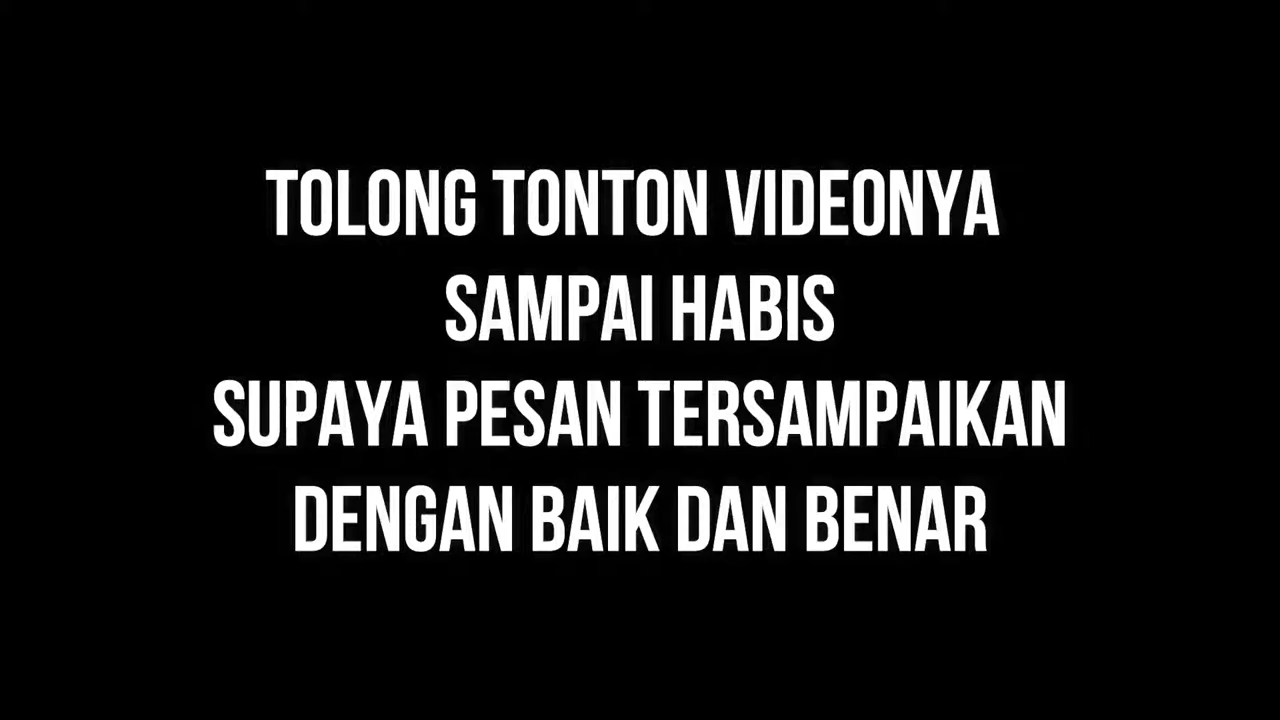 TOLONG TONTON VIDEONYA
SAMPAI HABIS
SUPAYA PESAN TERSAMPAIKAN
DENGAN BAIK DAN BENAR